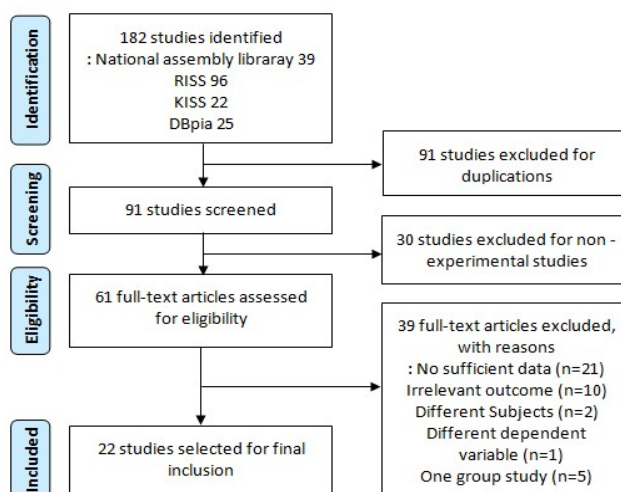 Identification
182 studies identified
: National assembly libraray 39
RISS 96
KISS 22
DBpia 25
91 studies excluded for
duplications
Screening
91 studies screened
30 studies excluded for non -
experimental studies
Eligibility
61 full-text articles assessed
for eligibility
39 full-text articles excluded,
with reasons
: No sufficient data (n=21)
Irrelevant outcome (n=10)
Different Subjects (n=2)
Different dependent
variable (n=1)
One group study (n=5)
Included
22 studies selected for final
inclusion